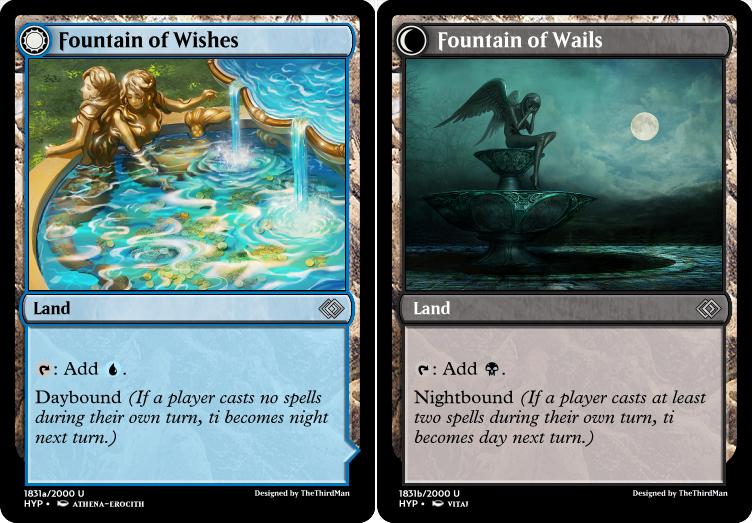 Fountain of Wishes
Land
: Add .
Daybound (If a player casts no spells
during their own turn, ti becomes night
next turn.)
1831a/2000 U
HYP • ATHENA-EROCITH
Designed by TheThirdMan
Fountain of Wails
Land
: Add .
Nightbound (If a player casts at least
two spells during their own turn, ti
becomes day next turn.)
1831b/2000 U
HYP • VITAJ
Designed by TheThirdMan